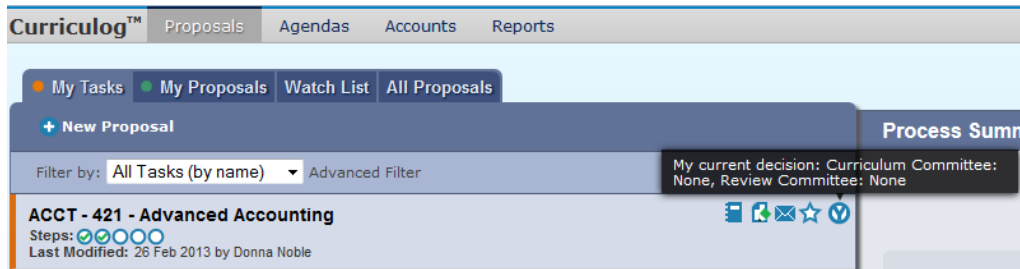 Curriculog™ Proposals Agendas Accounts Reports
My Tasks My Proposals Watch List All Proposals
New Proposal
Process Summ
Filter by: All Tasks (by name) Advanced Filter
My current decision: Curriculum Committee:
None, Review Committee: None
ACCT - 421 - Advanced Accounting
Steps:
Last Modified: 26 Feb 2013 by Donna Noble